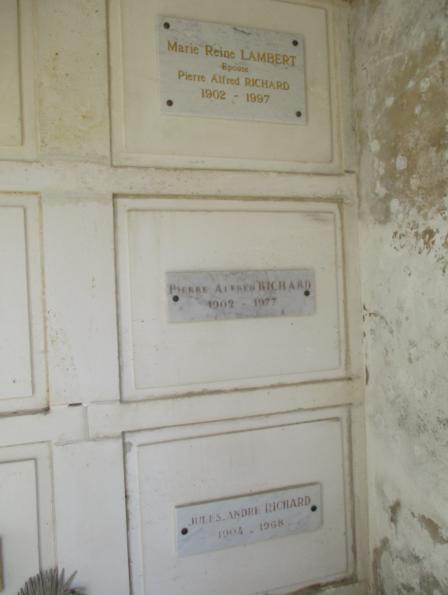 Marie Reine LAMBERT
Epouse
Pierre Alfred RICHARD
1902 - 1997
PIERRE ALFRED RICHARD
1902 - 1977
JULES ANDRE RICHARD
1904 - 1968